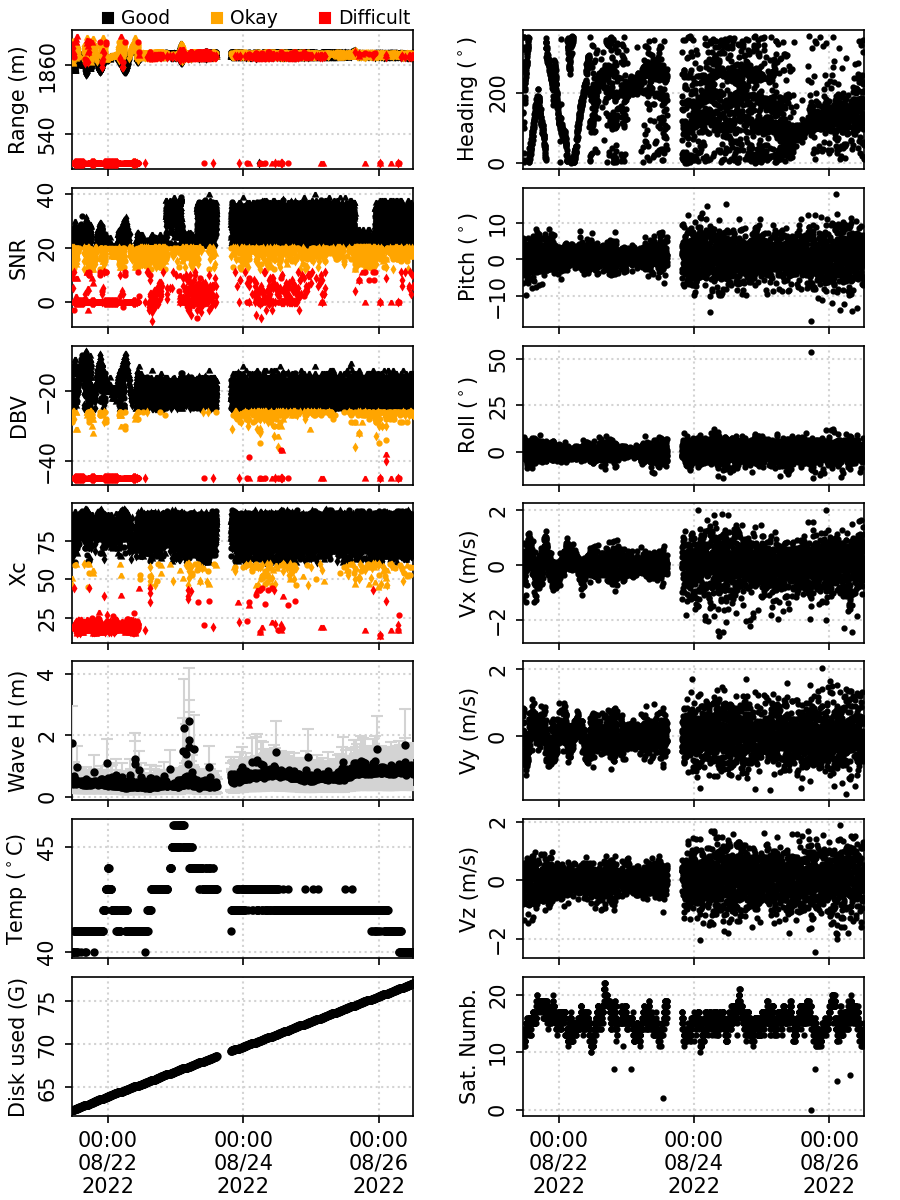 Good Okay Difficult
Range (m)
1860
540
Heading (°)
200
0
SNR
40
20
0
Pitch (°)
10
0
−10
DBV
−20
−40
Roll (°)
50
25
0
Xc
75
50
25
Vx (m/s)
2
0
−2
Wave H (m)
4
2
0
Vy (m/s)
2
0
Temp (°C)
45
40
Vz (m/s)
2
0
−2
Disk used (G)
75
70
65
Sat. Numb.
20
10
0
00:00 00:00 00:00 00:00 00:00 00:00
08/22 08/24 08/26 08/22 08/24 08/26
2022 2022 2022 2022 2022 2022